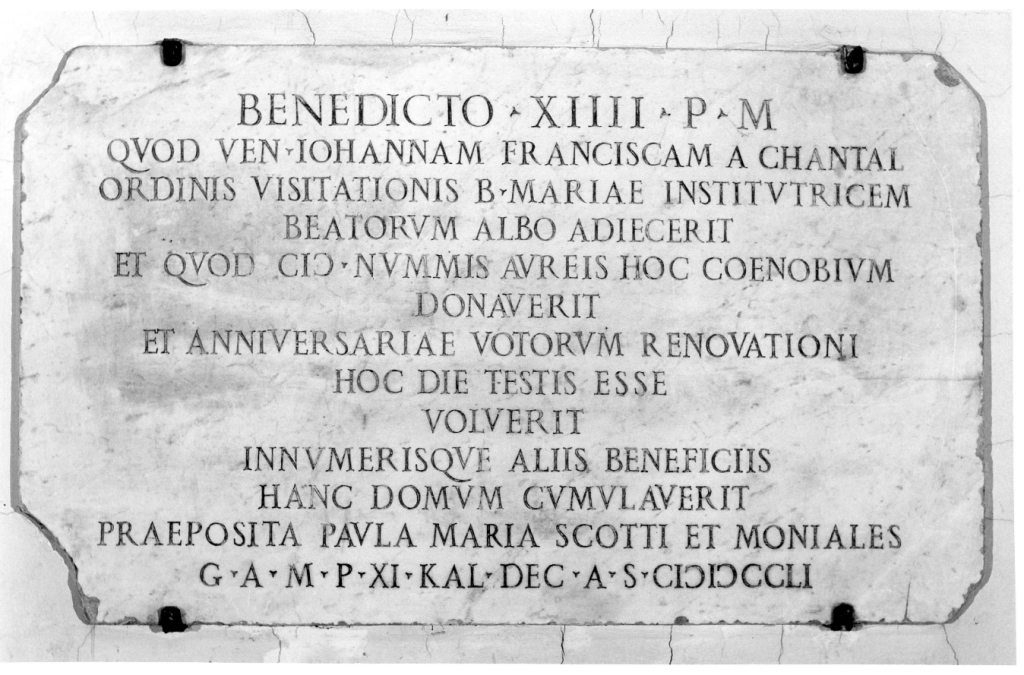 BENEDICTO · XIIII · P · M
QVOD VEN · IOHANNAM FRANCISCAM A CHANTAL
ORDINIS VISITATIONIS B · MARIAE INSTITVTRICEM
BEATORVM ALBO ADIECERIT
ET QVOD CIↃ · NVMMIS AVREIS HOC COENOBIVM
DONAVERIT
ET ANNIVERSARIAE VOTORVM RENOVATIONI
HOC DIE TESTIS ESSE
VOLVERIT
INNVMERISQVE ALIIS BENEFICIIS
HANC DOMVM CVMVLAVERIT
PRAEPOSITA PAVLA MARIA SCOTTI ET MONIALES
G · A · M · P · XI · KAL · DEC · A · S · CIↃIↃCCLI